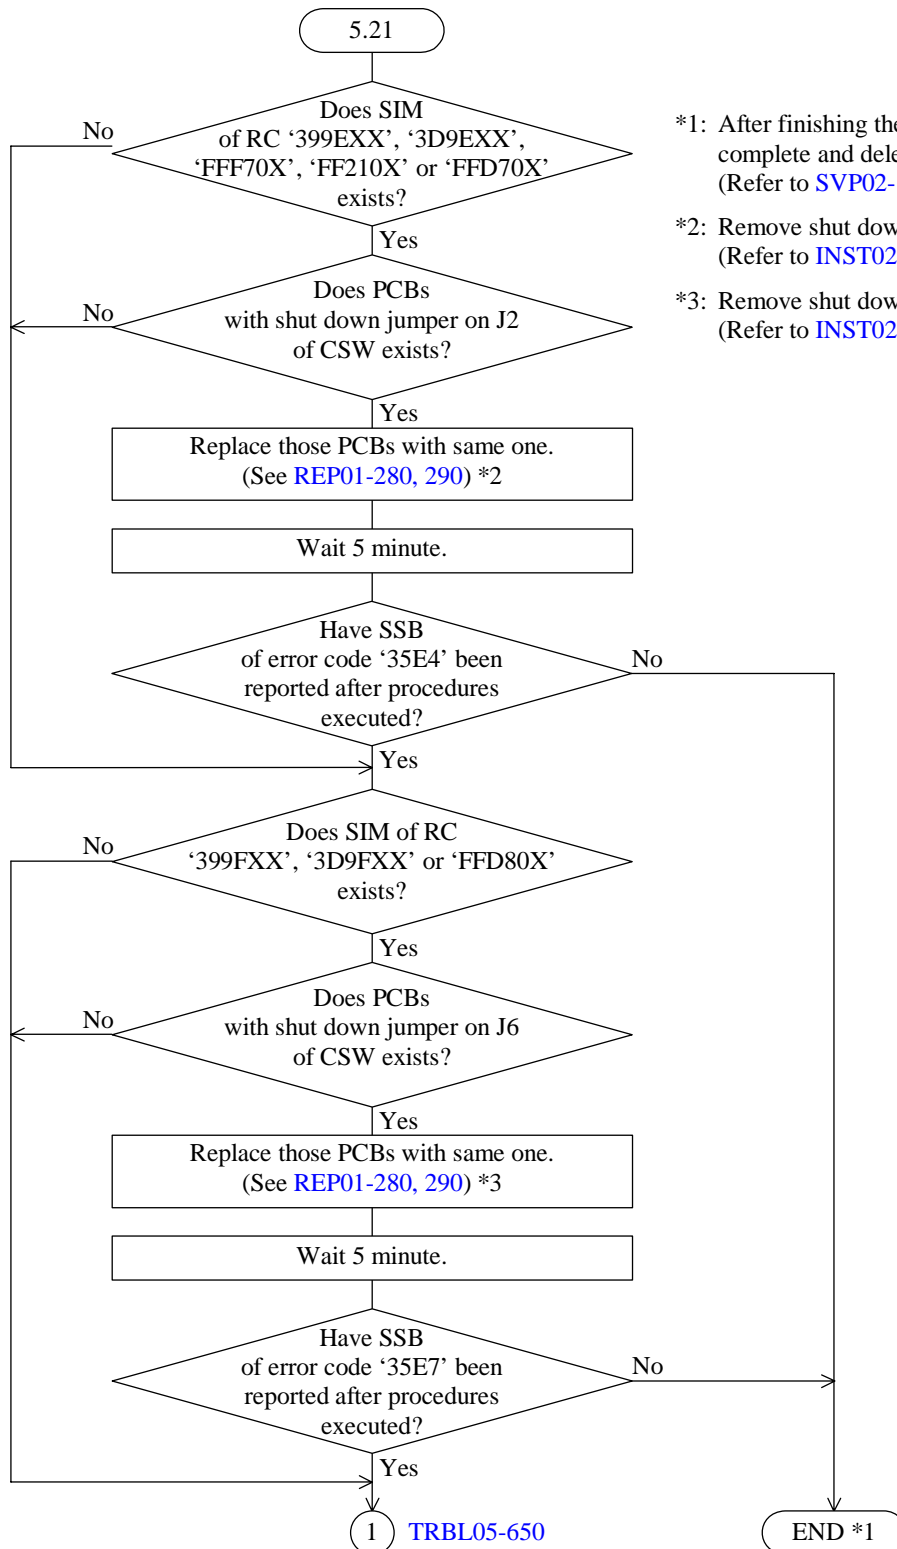 5.21
Does SIM
of RC ‘399EXX’, ‘3D9EXX’,
‘FFF70X’, ‘FF210X’ or ‘FFD70X’
exists?
No
Yes
*1: After finishing the
complete and dele
(Refer to SVP02-
*2: Remove shut dow
(Refer to INST02
*3: Remove shut dow
(Refer to INST02
Does PCBs
with shut down jumper on J2
of CSW exists?
No
Yes
Replace those PCBs with same one.
(See REP01-280, 290) *2
Wait 5 minute.
Have SSB
of error code ‘35E4’ been
reported after procedures
executed?
No
Yes
Does SIM of RC
‘399FXX’, ‘3D9FXX’ or ‘FFD80X’
exists?
No
Yes
Does PCBs
with shut down jumper on J6
of CSW exists?
No
Yes
Replace those PCBs with same one.
(See REP01-280, 290) *3
Wait 5 minute.
Have SSB
of error code ‘35E7’ been
reported after procedures
executed?
No
Yes
1 TRBL05-650
END *1